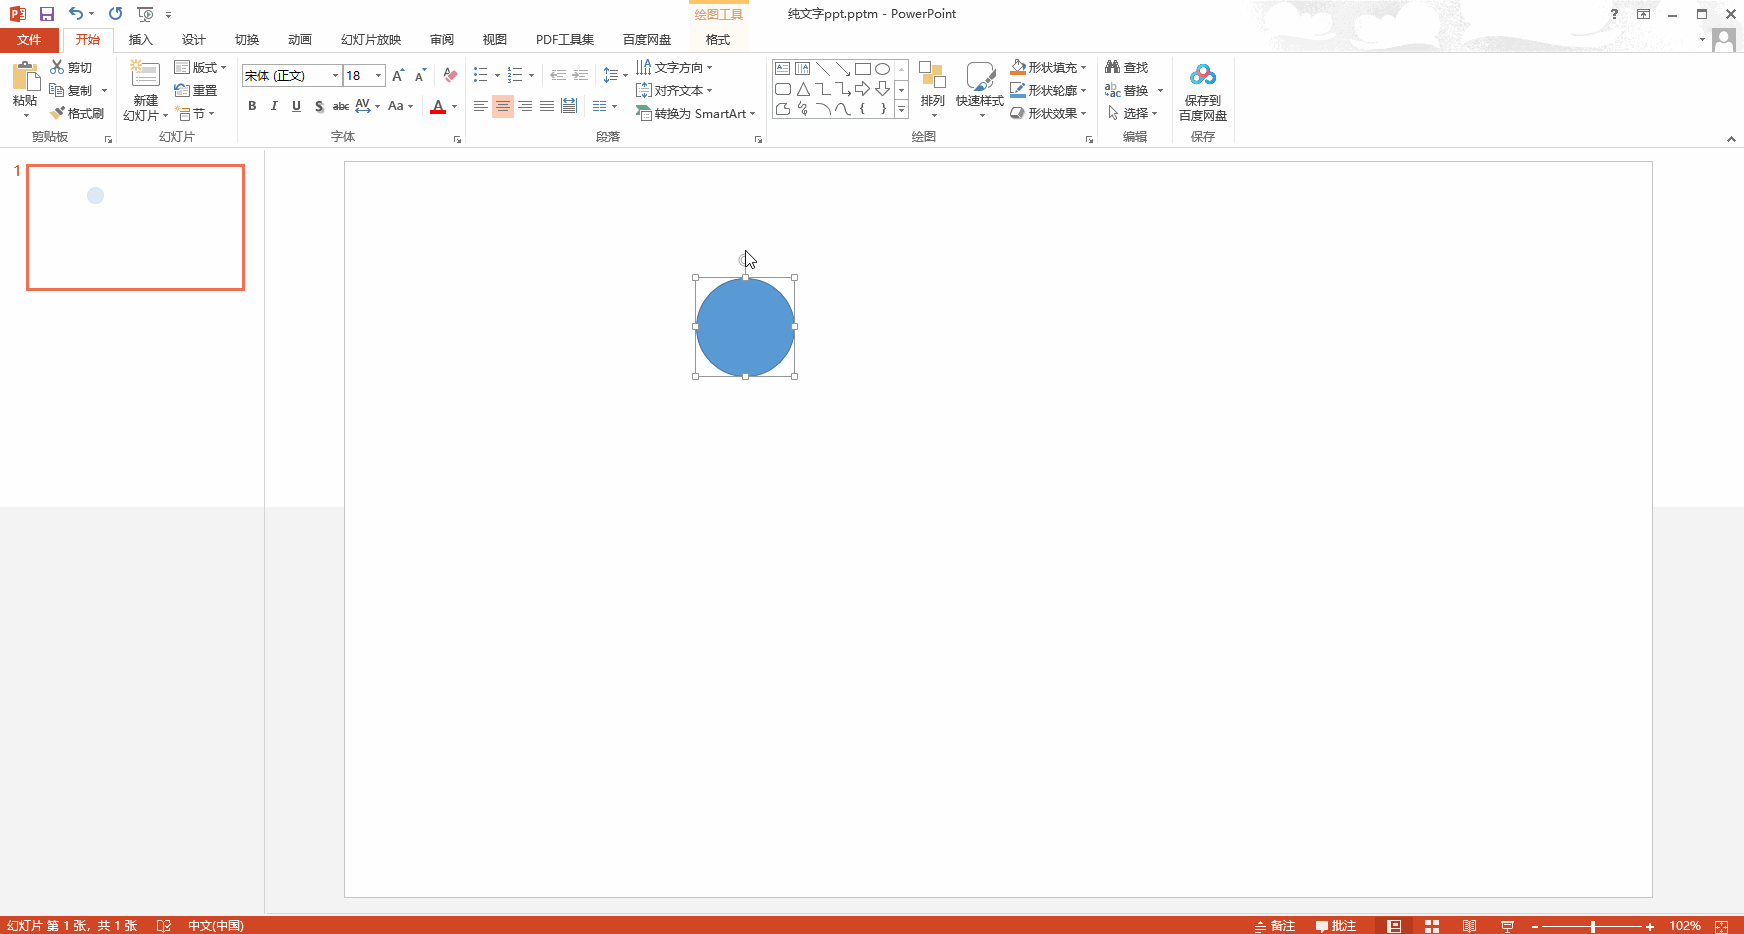 绘图工具
纯文字ppt.pptm - PowerPoint
?
文件 开始 插入 设计 切换 动画 幻灯片放映 审阅 视图 PDF工具集 百度网盘 格式
粘贴
剪切
复制
格式刷
剪贴板
新建
幻灯片
版式
重置
节
幻灯片
宋体 (正文) 18 A A
B I U S abc AV Aa A
字体
文字方向
对齐文本
转换为 SmartArt
段落
排列
快速样式
形状填充
形状轮廓
形状效果
绘图
查找
替换
选择
编辑
保存到
百度网盘
保存
1
幻灯片 第 1 张，共 1 张 中文(中国) 备注 批注 102%